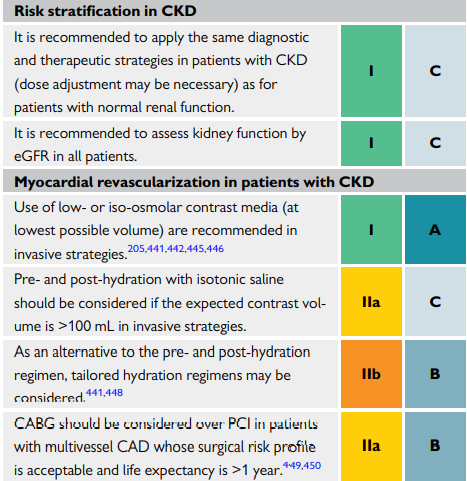 Risk stratification in CKD
It is recommended to apply the same diagnostic
and therapeutic strategies in patients with CKD
(dose adjustment may be necessary) as for
patients with normal renal function.
I
C
It is recommended to assess kidney function by
eGFR in all patients.
I
C
Myocardial revascularization in patients with CKD
Use of low- or iso-osmolar contrast media (at
lowest possible volume) are recommended in
invasive strategies.205,441,442,445,446
I
A
Pre- and post-hydration with isotonic saline
should be considered if the expected contrast vol-
ume is >100 mL in invasive strategies.
IIa
C
As an alternative to the pre- and post-hydration
regimen, tailored hydration regimens may be
considered.441,448
IIb
B
CABG should be considered over PCI in patients
with multivessel CAD whose surgical risk profile
is acceptable and life expectancy is >1 year.449,450
IIa
B